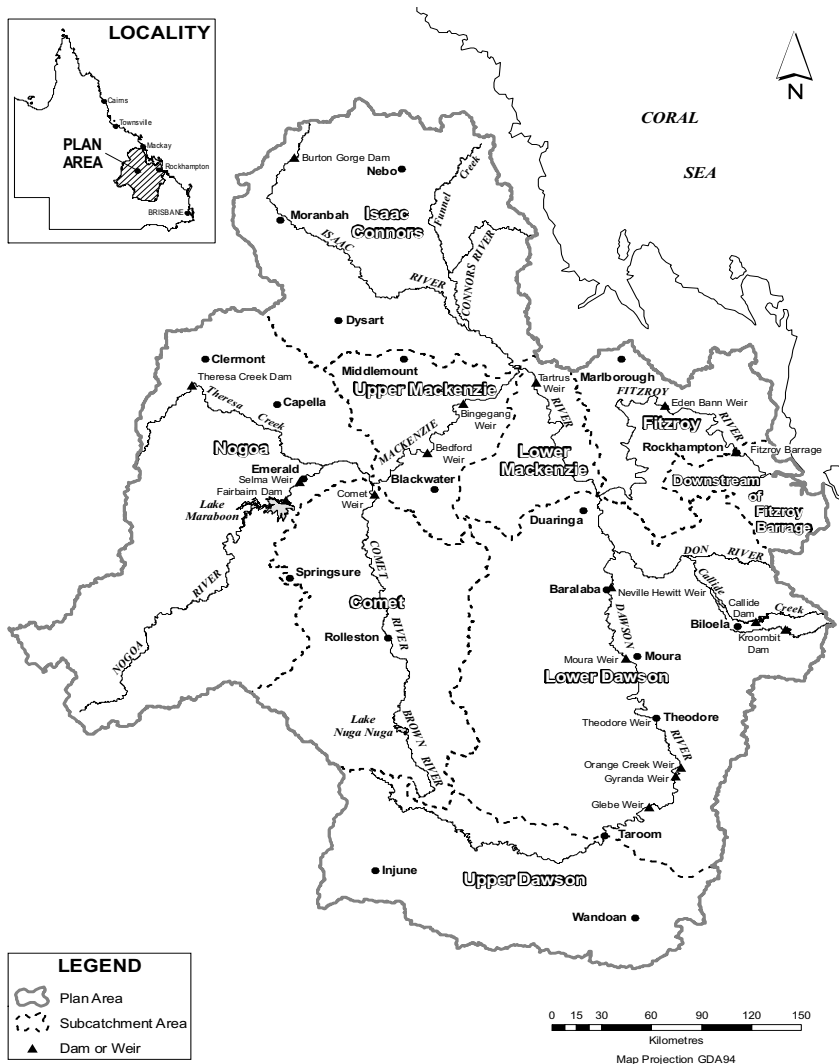 LOCALITY
Cairns
Townsville
PLAN
AREA
Mackay
Rockhampton
BRISBANE
N
CORAL
SEA
Burton Gorge Dam
Nebo
Funnel
Creek
Isaac
Connors
Moranbah
ISAAC
RIVER
CONNORS RIVER
Dysart
Clermont
Theresa Creek Dam
Theresa
Creek
Capella
Middlemount
Upper Mackenzie
Tartrus
Weir
Bingegang
Weir
MACKENZIE
RIVER
Bedford
Weir
Lower
Mackenzie
Marlborough
FITZROY
Eden Bann Weir
Fitzroy
RIVER
Rockhampton
Fitzroy Barrage
Downstream
of
Fitzroy
Barrage
Nogoa
Emerald
Selma Weir
Fairbairn Dam
Lake
Maraboon
Comet
Weir
Blackwater
Duaringa
DON RIVER
NOGOA
RIVER
Springsure
COMET
RIVER
Comet
Rolleston
Baralaba
Neville Hewitt Weir
Callide
Creek
Callide
Dam
Biloela
Kroombit
Dam
DAWSON
RIVER
Moura Weir
Moura
Lower Dawson
Lake
Nuga Nuga
BROWN
RIVER
Theodore Weir
Theodore
Orange Creek Weir
Gyranda Weir
Glebe Weir
Taroom
Injune
Upper Dawson
Wandoan
LEGEND
Plan Area
Subcatchment Area
Dam or Weir
0 15 30 60 90 120 150
Kilometres
Map Projection GDA94